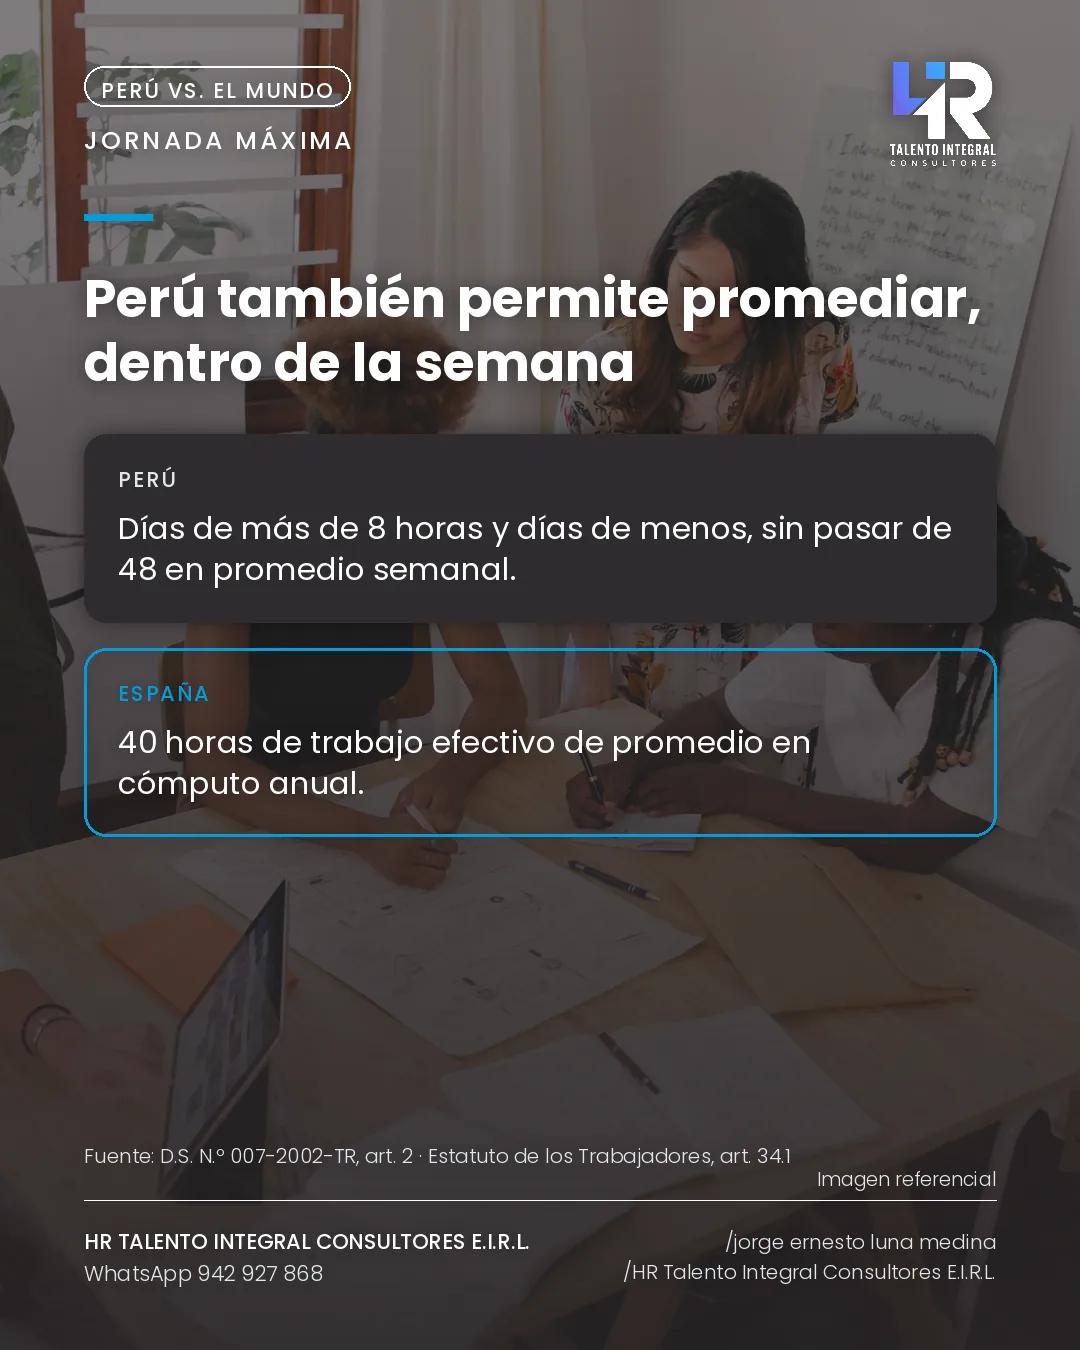 PERÚ VS. EL MUNDO
JORNADA MÁXIMA
HR
TALENTO INTEGRAL
CONSULTORES
Perú también permite promediar,
dentro de la semana
PERÚ
Días de más de 8 horas y días de menos, sin pasar de
48 en promedio semanal.
ESPAÑA
40 horas de trabajo efectivo de promedio en
cómputo anual.
Fuente: D.S. N.º 007-2002-TR, art. 2 · Estatuto de los Trabajadores, art. 34.1
Imagen referencial
HR TALENTO INTEGRAL CONSULTORES E.I.R.L.
WhatsApp 942 927 868
/jorge ernesto luna medina
/HR Talento Integral Consultores E.I.R.L.